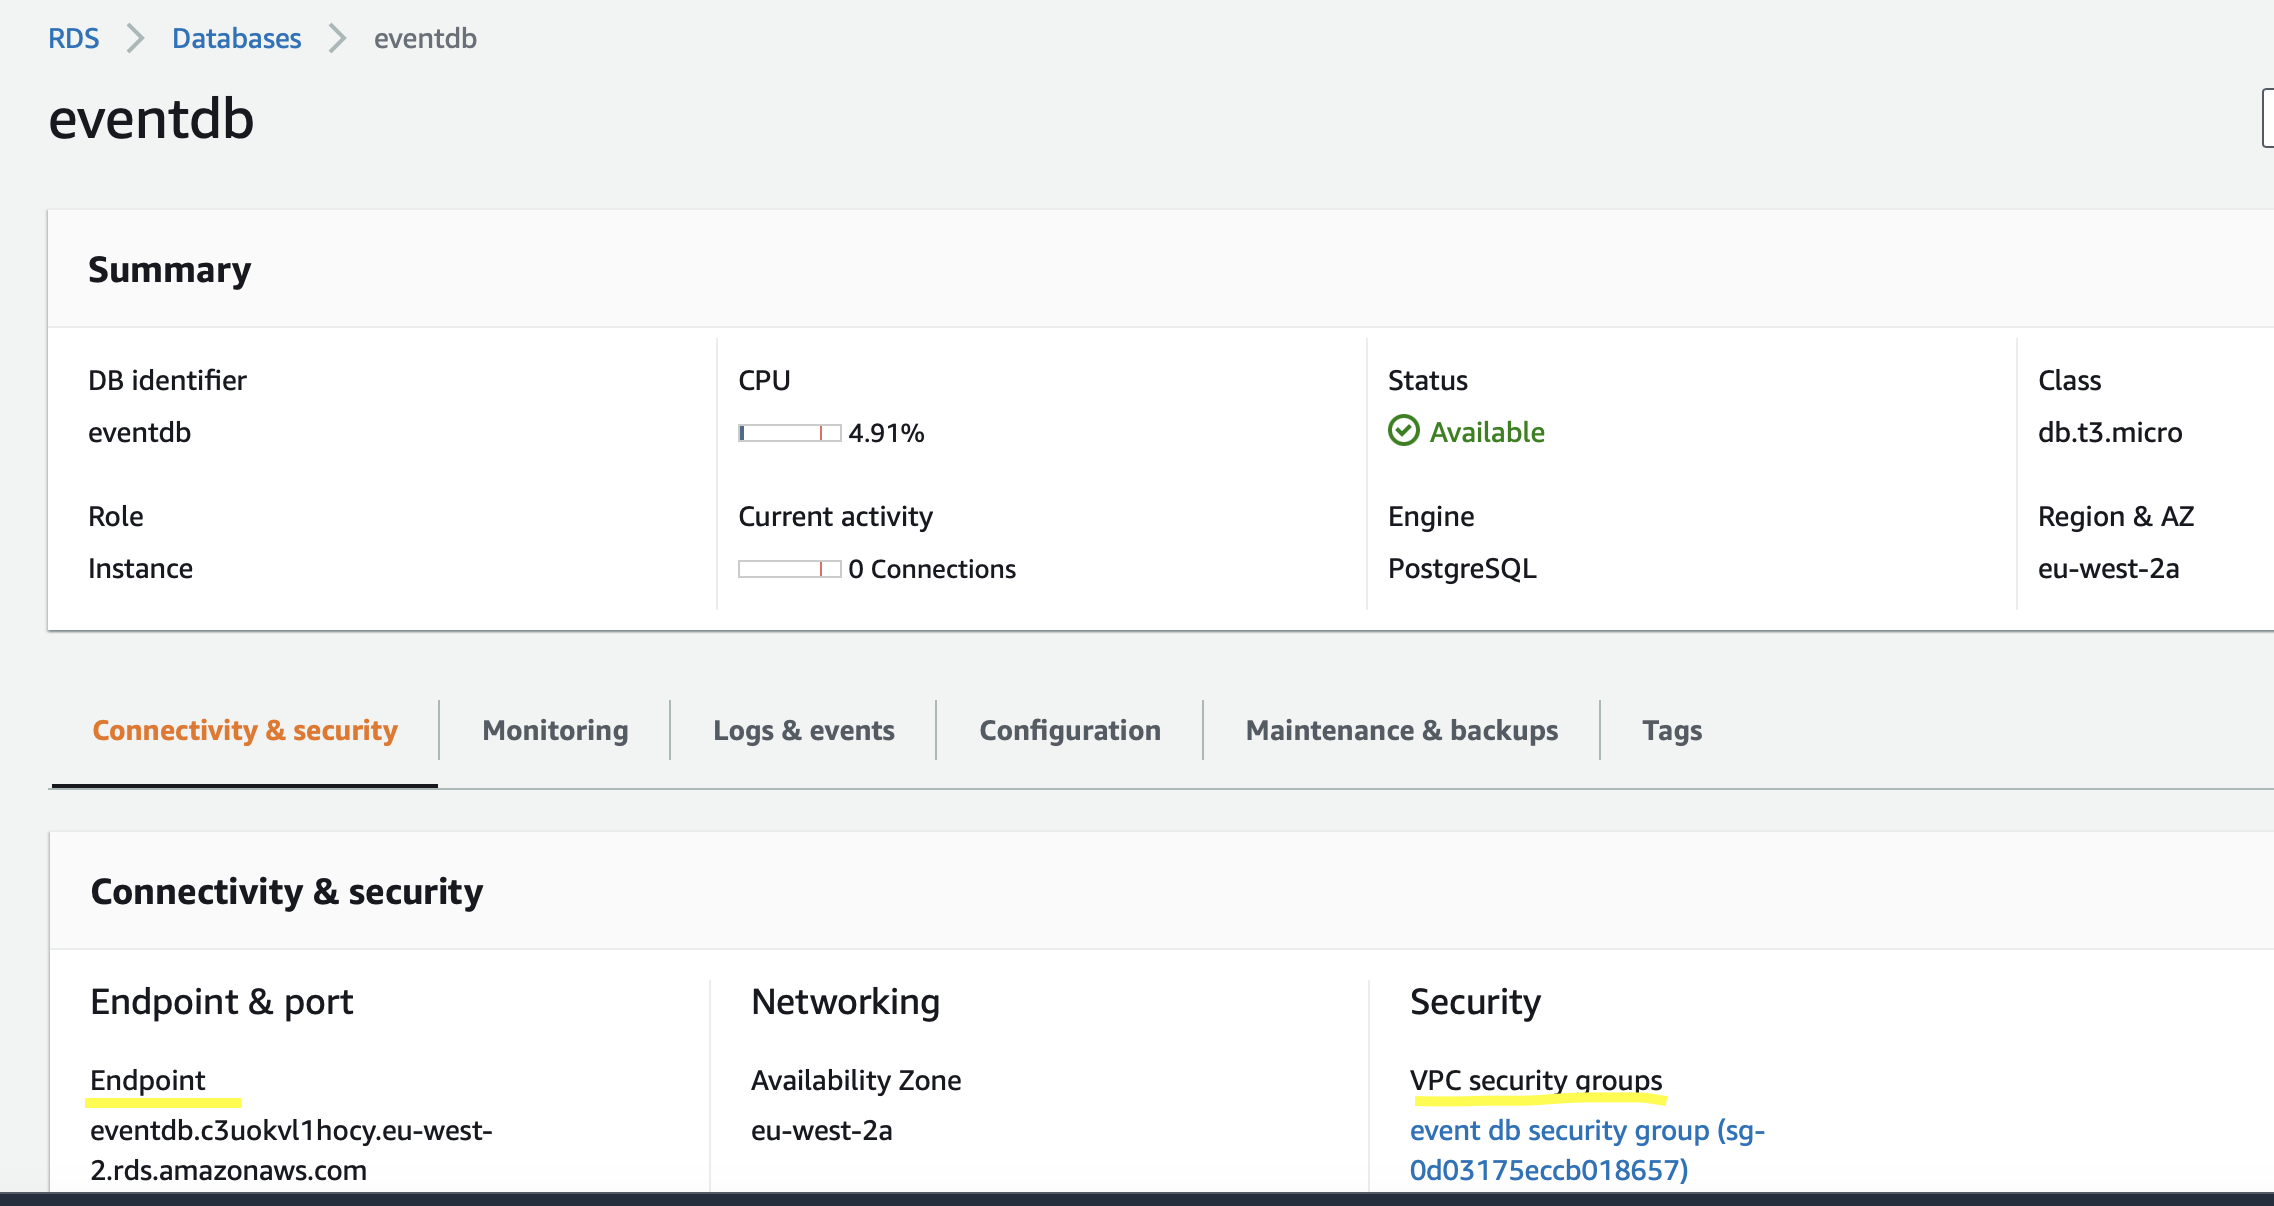 RDS > Databases > eventdb
eventdb
Summary
DB identifier
eventdb
CPU
4.91%
Status
Available
Class
db.t3.micro
Role
Instance
Current activity
0 Connections
Engine
PostgreSQL
Region & AZ
eu-west-2a
Connectivity & security
Monitoring
Logs & events
Configuration
Maintenance & backups
Tags
Connectivity & security
Endpoint & port
Endpoint
eventdb.c3uokvl1hocy.eu-west-
2.rds.amazonaws.com
Networking
Availability Zone
eu-west-2a
Security
VPC security groups
event db security group (sg-
0d03175eccb018657)